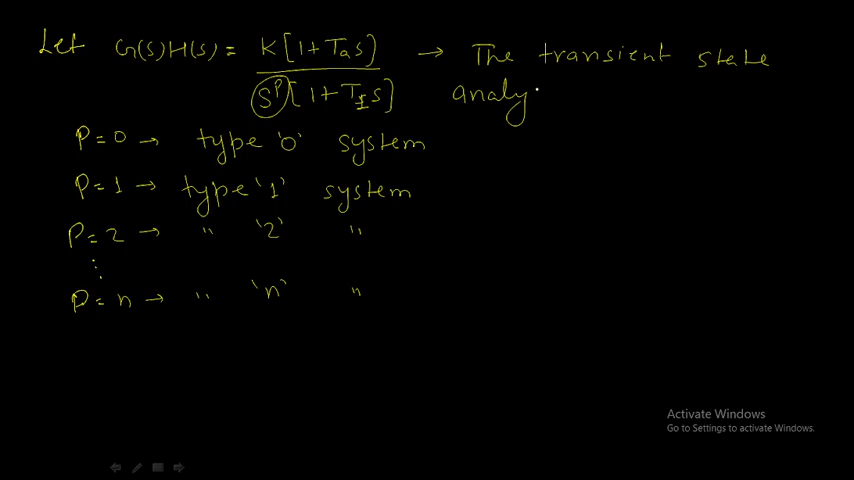 Let G(s)H(s) = K[1+Tas] → The transient state
S^P[1+T1s] analy
P=0 → type '0' system
P=1 → type '1' system
P=2 → " '2' "
⋮
P=n → " 'n' "
Activate Windows
Go to Settings to activate Windows.